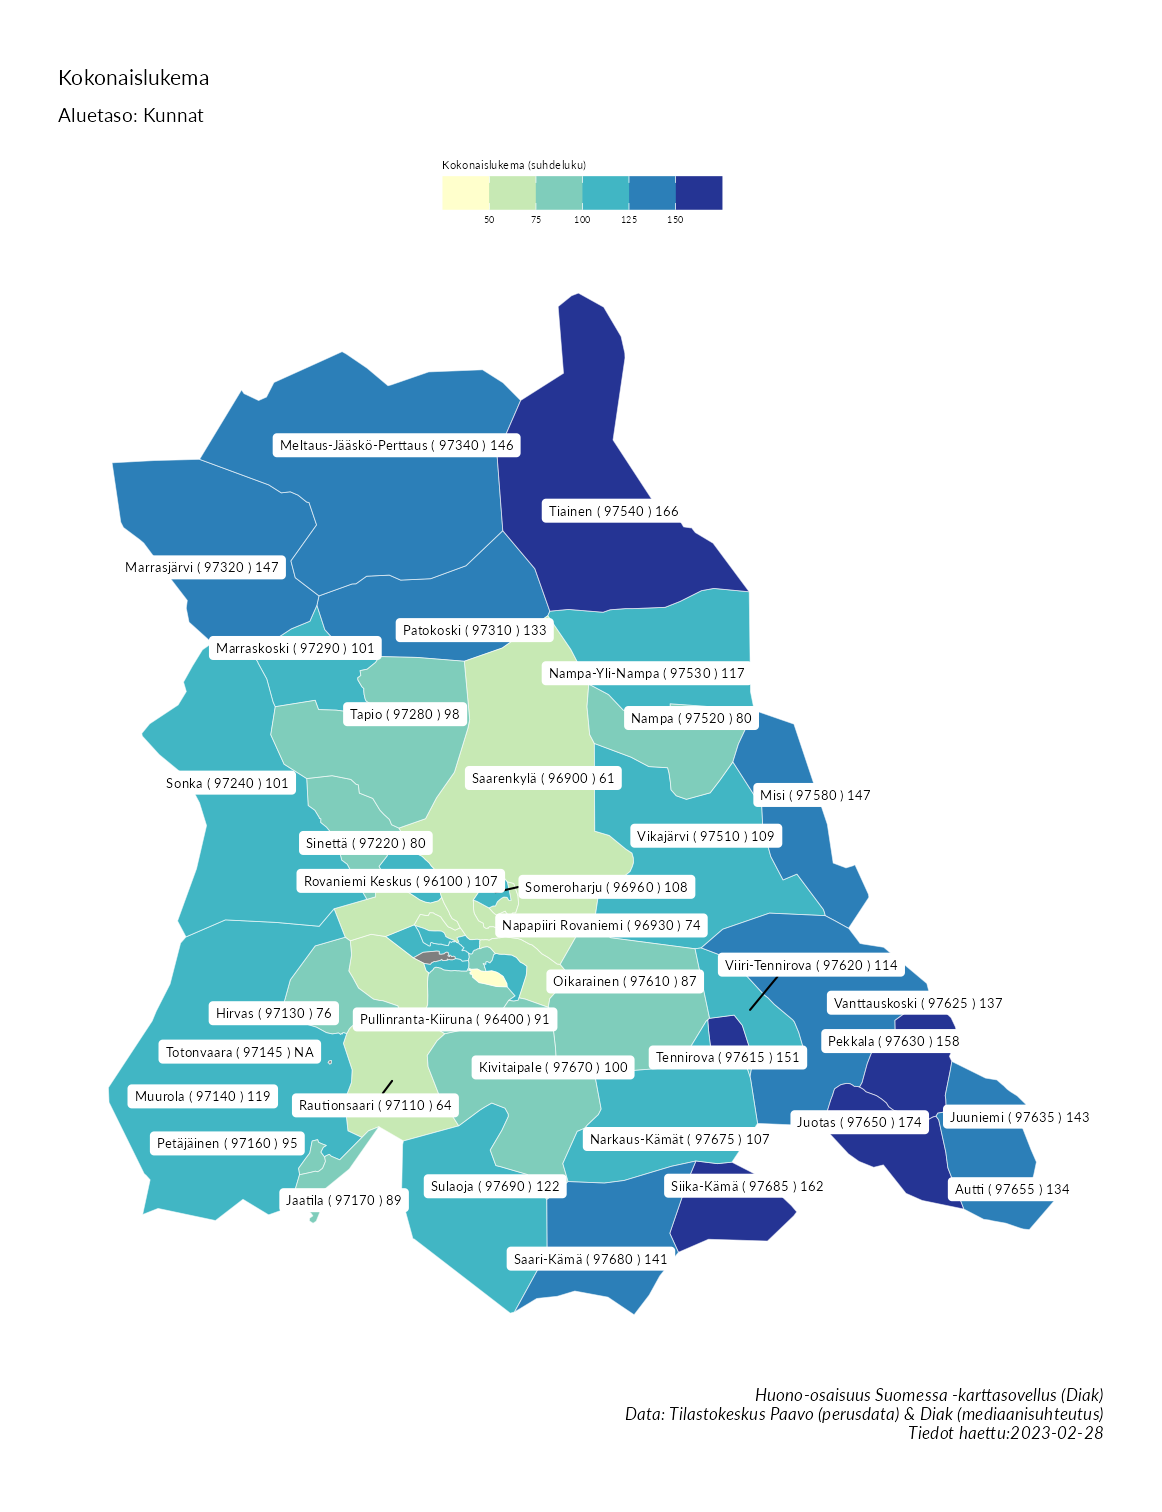 Kokonaislukema
Aluetaso: Kunnat
Kokonaislukema (suhdeluku)
50 75 100 125 150
Meltaus-Jääskö-Perttaus ( 97340 ) 146
Tiainen ( 97540 ) 166
Marrasjärvi ( 97320 ) 147
Patokoski ( 97310 ) 133
Marraskoski ( 97290 ) 101
Nampa-Yli-Nampa ( 97530 ) 117
Tapio ( 97280 ) 98
Nampa ( 97520 ) 80
Saarenkylä ( 96900 ) 61
Sonka ( 97240 ) 101
Misi ( 97580 ) 147
Vikajärvi ( 97510 ) 109
Sinettä ( 97220 ) 80
Rovaniemi Keskus ( 96100 ) 107
Someroharju ( 96960 ) 108
Napapiiri Rovaniemi ( 96930 ) 74
Viiri-Tennirova ( 97620 ) 114
Oikarainen ( 97610 ) 87
Vanttauskoski ( 97625 ) 137
Hirvas ( 97130 ) 76
Pullinranta-Kiiruna ( 96400 ) 91
Pekkala ( 97630 ) 158
Totonvaara ( 97145 ) NA
Tennirova ( 97615 ) 151
Kivitaipale ( 97670 ) 100
Muurola ( 97140 ) 119
Rautionsaari ( 97110 ) 64
Juuniemi ( 97635 ) 143
Juotas ( 97650 ) 174
Petäjäinen ( 97160 ) 95
Narkaus-Kämät ( 97675 ) 107
Sulaoja ( 97690 ) 122
Siika-Kämä ( 97685 ) 162
Autti ( 97655 ) 134
Jaatila ( 97170 ) 89
Saari-Kämä ( 97680 ) 141
Huono-osaisuus Suomessa -karttasovellus (Diak)
Data: Tilastokeskus Paavo (perusdata) & Diak (mediaanisuhteutus)
Tiedot haettu:2023-02-28